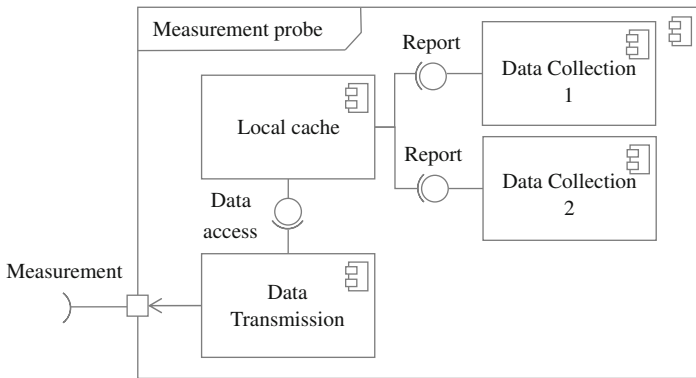 Measurement probe
Report
Data Collection
1
Local cache
Report
Data Collection
2
Data
access
Measurement
Data
Transmission